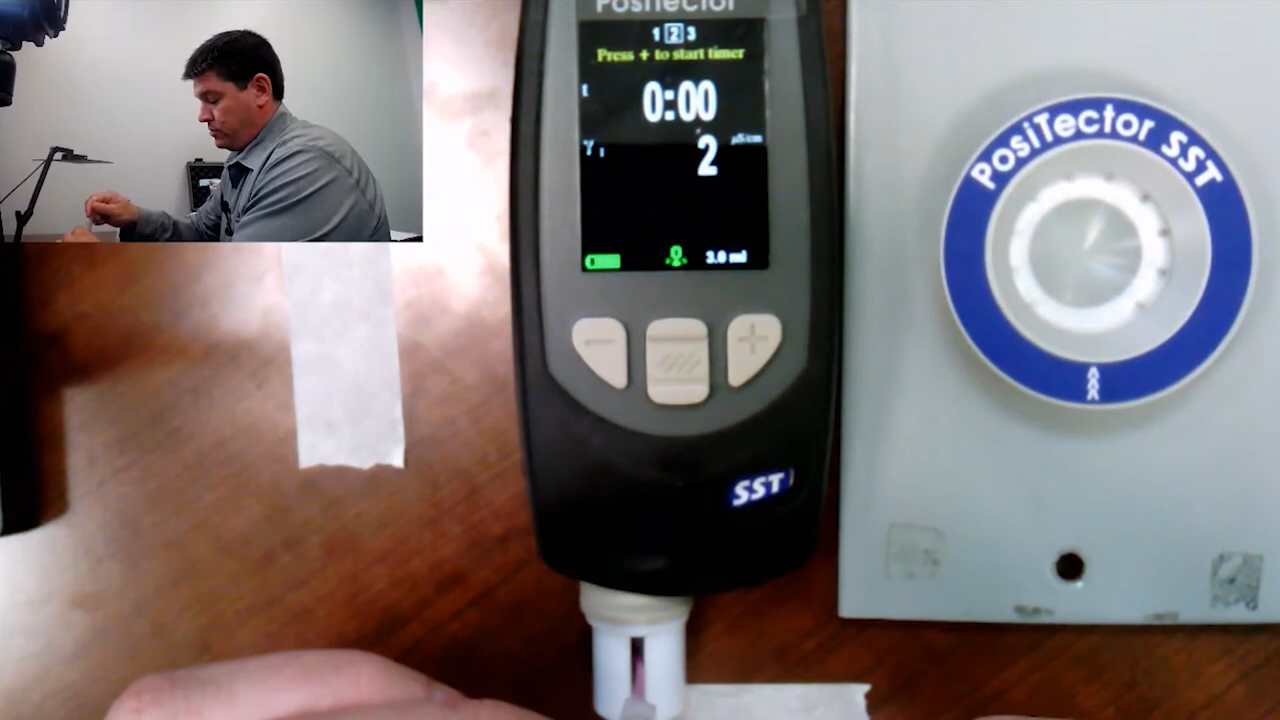 PosiTector
1 2 3
Press + to start timer
0:00
γ 1 2 µS/cm
3.0 ml
SST
PosiTector SST